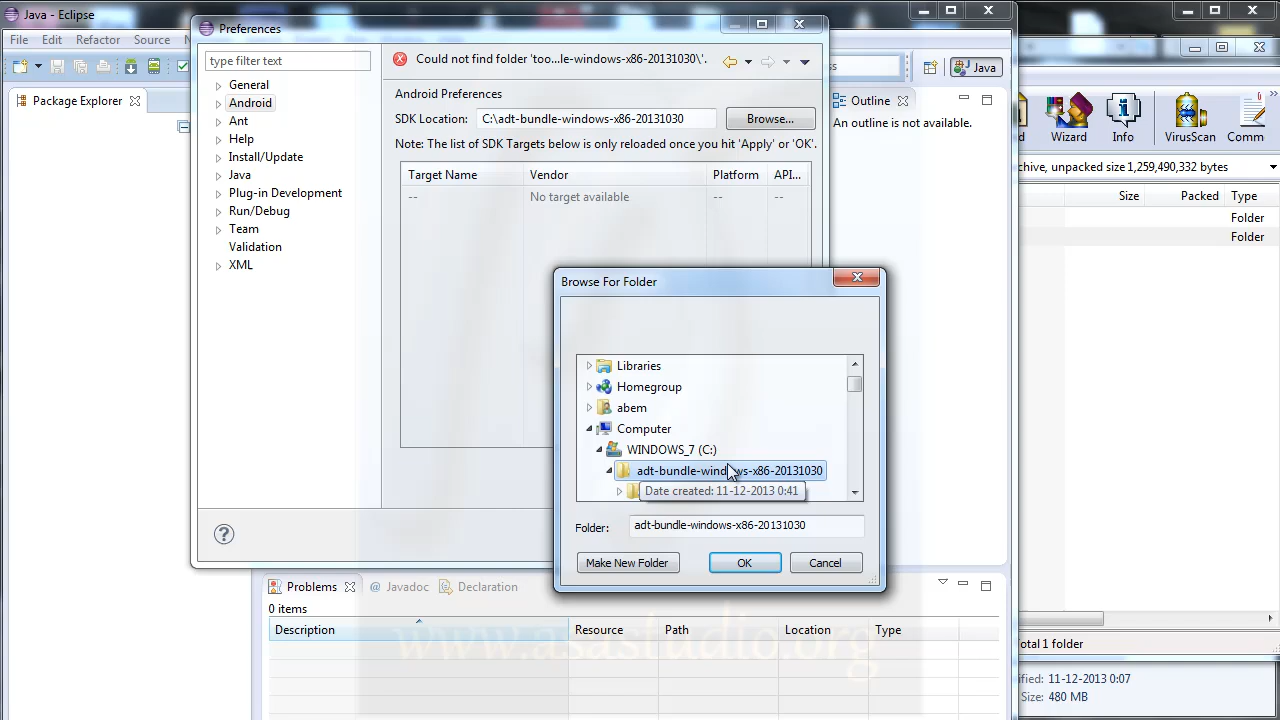 Java - Eclipse
File Edit Refactor Source
Preferences
type filter text
General
Android
Ant
Help
Install/Update
Java
Plug-in Development
Run/Debug
Team
Validation
XML
Could not find folder 'too...le-windows-x86-20131030\'.
Android Preferences
SDK Location: C:\adt-bundle-windows-x86-20131030 Browse...
Note: The list of SDK Targets below is only reloaded once you hit 'Apply' or 'OK'.
Target Name Vendor Platform API...
-- No target available -- --
Package Explorer
Java
Outline
An outline is not available.
Browse For Folder
Libraries
Homegroup
abem
Computer
WINDOWS_7 (C:)
adt-bundle-windows-x86-20131030
Date created: 11-12-2013 0:41
Folder: adt-bundle-windows-x86-20131030
Make New Folder OK Cancel
Problems @ Javadoc Declaration
0 items
Description Resource Path Location Type
Wizard Info VirusScan Comm
chive, unpacked size 1,259,490,332 bytes
Size Packed Type
Folder
Folder
otal 1 folder
ified: 11-12-2013 0:07
Size: 480 MB